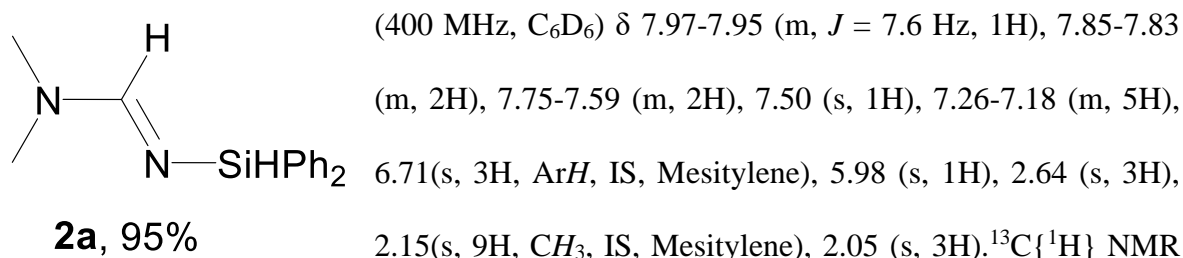 H
N
N
SiHPh₂
2a, 95%
(400 MHz, C₆D₆) δ 7.97-7.95 (m, J = 7.6 Hz, 1H), 7.85-7.83
(m, 2H), 7.75-7.59 (m, 2H), 7.50 (s, 1H), 7.26-7.18 (m, 5H),
6.71(s, 3H, ArH, IS, Mesitylene), 5.98 (s, 1H), 2.64 (s, 3H),
2.15(s, 9H, CH₃, IS, Mesitylene), 2.05 (s, 3H).¹³C{¹H} NMR